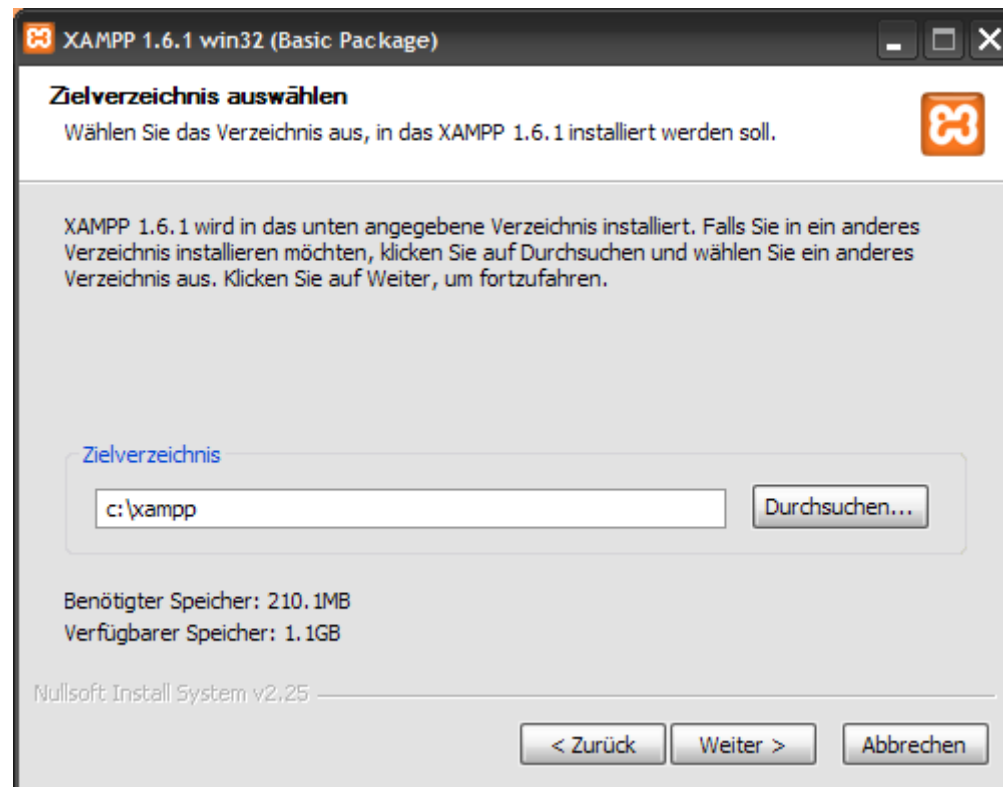 XAMPP 1.6.1 win32 (Basic Package)
Zielverzeichnis auswählen
Wählen Sie das Verzeichnis aus, in das XAMPP 1.6.1 installiert werden soll.
XAMPP 1.6.1 wird in das unten angegebene Verzeichnis installiert. Falls Sie in ein anderes
Verzeichnis installieren möchten, klicken Sie auf Durchsuchen und wählen Sie ein anderes
Verzeichnis aus. Klicken Sie auf Weiter, um fortzufahren.
Zielverzeichnis
c:\xampp
Durchsuchen...
Benötigter Speicher: 210.1MB
Verfügbarer Speicher: 1.1GB
Nullsoft Install System v2.25
< Zurück
Weiter >
Abbrechen